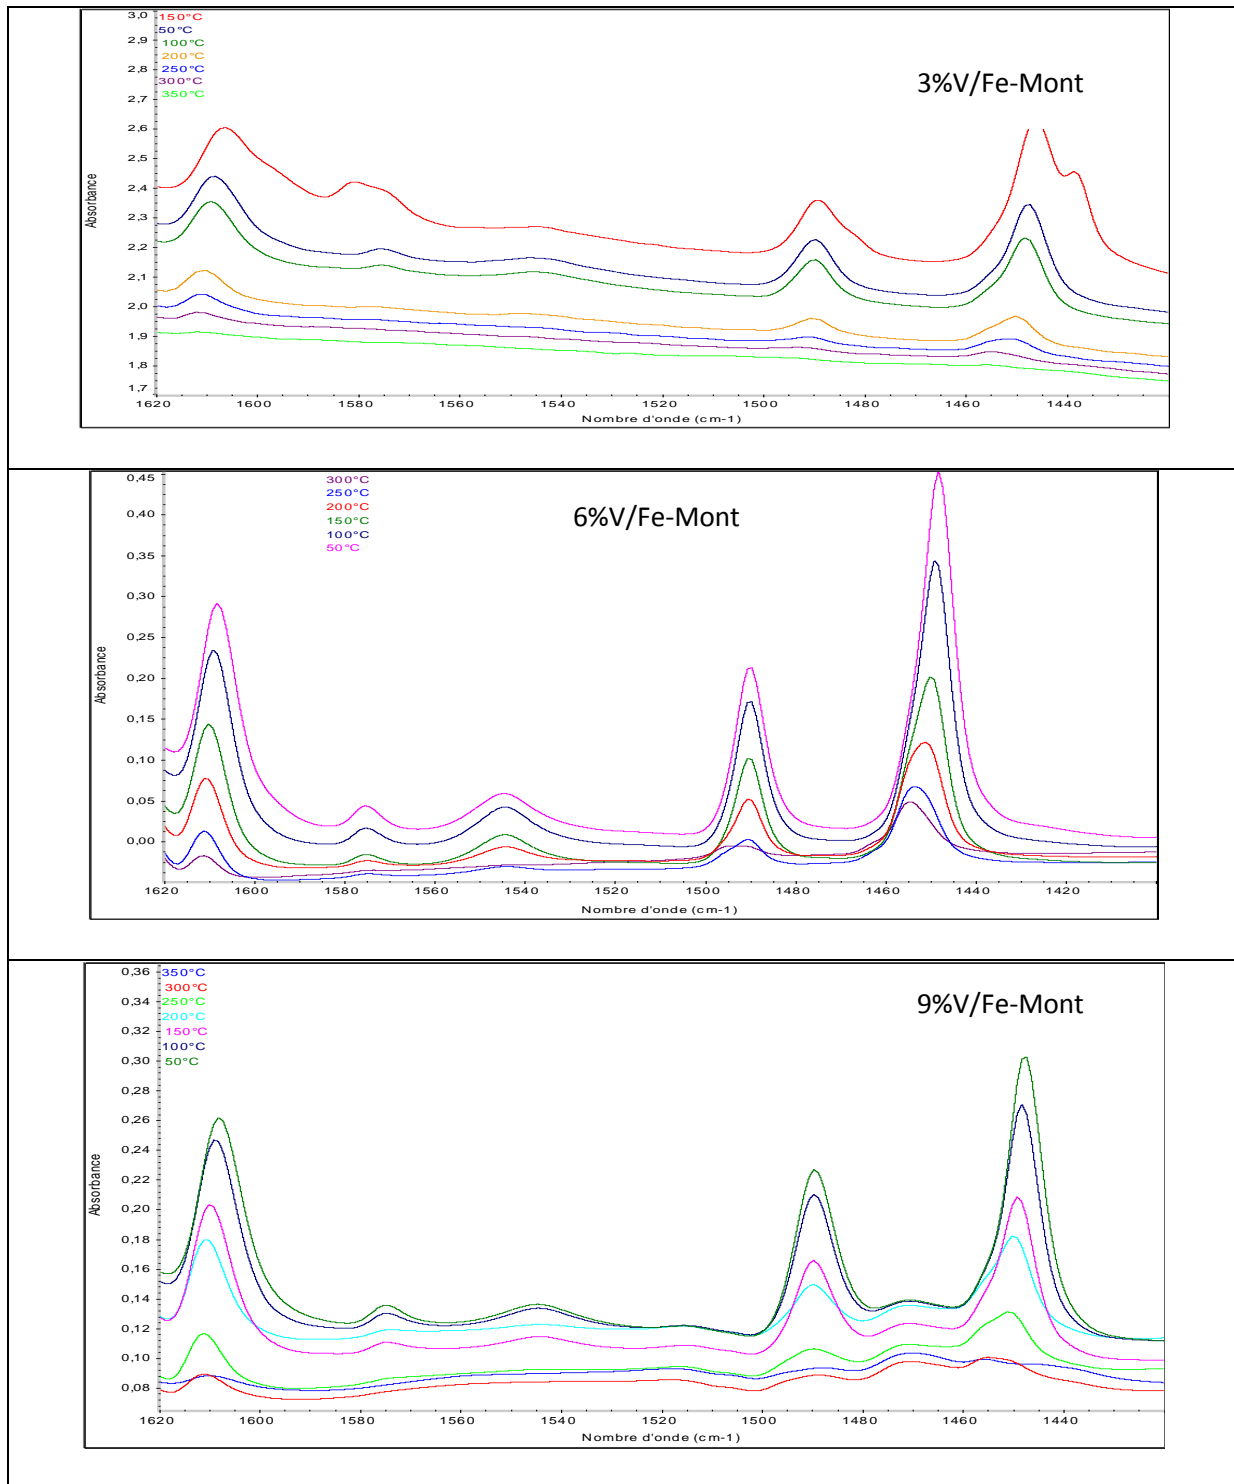 3,0
2,9
2,8
2,7
2,6
2,5
2,4
2,3
2,2
2,1
2,0
1,9
1,8
1,7
150°C
50°C
100°C
200°C
250°C
300°C
350°C
3%V/Fe-Mont
Absorbance
1620 1600 1580 1560 1540 1520 1500 1480 1460 1440
Nombre d'onde (cm-1)
0,45
0,40
0,35
0,30
0,25
0,20
0,15
0,10
0,05
0,00
300°C
250°C
200°C
150°C
100°C
50°C
6%V/Fe-Mont
Absorbance
1620 1600 1580 1560 1540 1520 1500 1480 1460 1440 1420
Nombre d'onde (cm-1)
0,36
0,34
0,32
0,30
0,28
0,26
0,24
0,22
0,20
0,18
0,16
0,14
0,12
0,10
0,08
350°C
300°C
250°C
200°C
150°C
100°C
50°C
9%V/Fe-Mont
Absorbance
1620 1600 1580 1560 1540 1520 1500 1480 1460 1440
Nombre d'onde (cm-1)